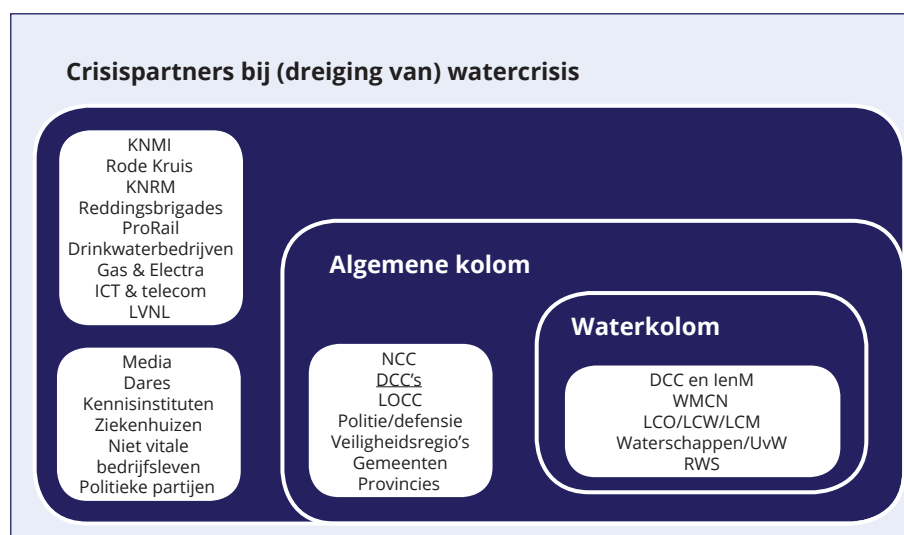 Crisispartners bij (dreiging van) watercrisis
KNMI
Rode Kruis
KNRM
Reddingsbrigades
ProRail
Drinkwaterbedrijven
Gas & Electra
ICT & telecom
LVNL
Media
Dares
Kennisinstituten
Ziekenhuizen
Niet vitale
bedrijfsleven
Politieke partijen
Algemene kolom
NCC
DCC’s
LOCC
Politie/defensie
Veiligheidsregio’s
Gemeenten
Provincies
Waterkolom
DCC en IenM
WMCN
LCO/LCW/LCM
Waterschappen/UvW
RWS